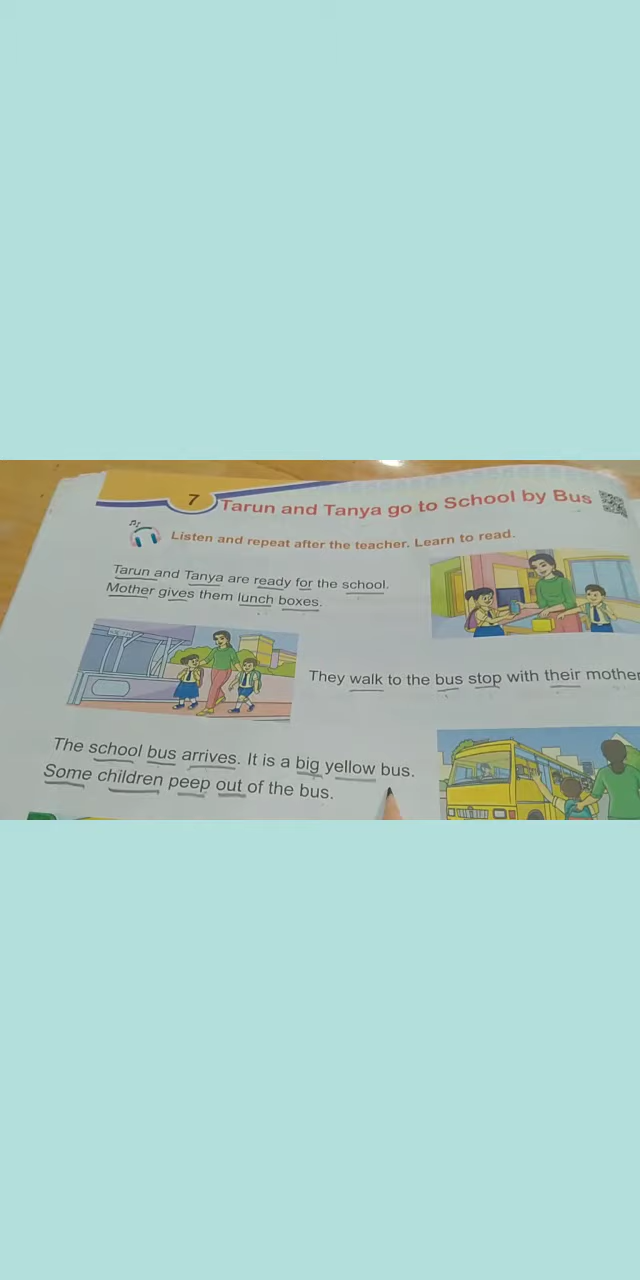 7 Tarun and Tanya go to School by Bus
Listen and repeat after the teacher. Learn to read.
Tarun and Tanya are ready for the school.
Mother gives them lunch boxes.
They walk to the bus stop with their mother
The school bus arrives. It is a big yellow bus.
Some children peep out of the bus.